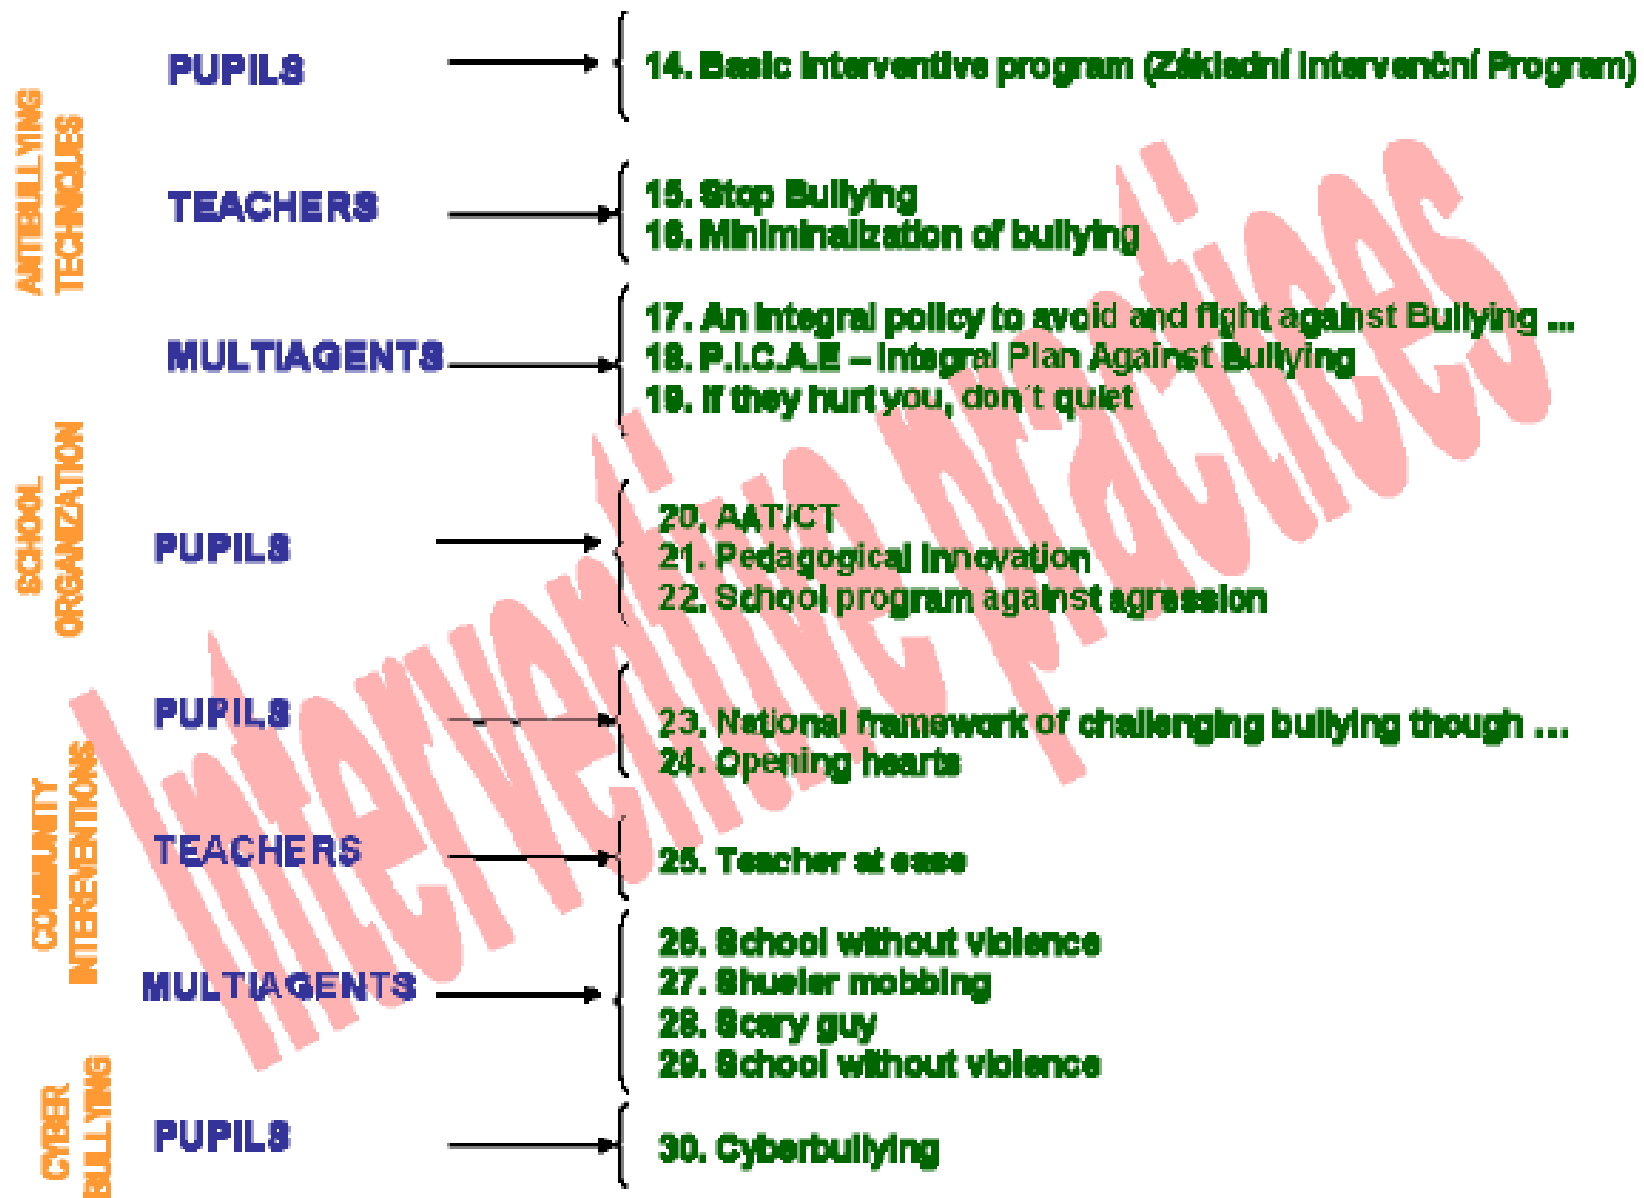 ANTIBULLYING
TECHNIQUES
PUPILS
14. Basic Interventive program (Základní Intervenční Program)
TEACHERS
15. Stop Bullying
16. Miniminalization of bullying
MULTIAGENTS
17. An integral policy to avoid and fight against Bullying ...
18. P.I.C.A.E – Integral Plan Against Bullying
19. If they hurt you, don´t quiet
SCHOOL
ORGANIZATION
PUPILS
20. AAT/CT
21. Pedagogical Innovation
22. School program against agression
COMMUNITY
INTEREVENTIONS
PUPILS
23. National framework of challenging bullying though ...
24. Opening hearts
TEACHERS
25. Teacher at ease
MULTIAGENTS
26. School without violence
27. Shueler mobbing
28. Scary guy
29. School without violence
CYBER
BULLYING
PUPILS
30. Cyberbullying
Interventive practices